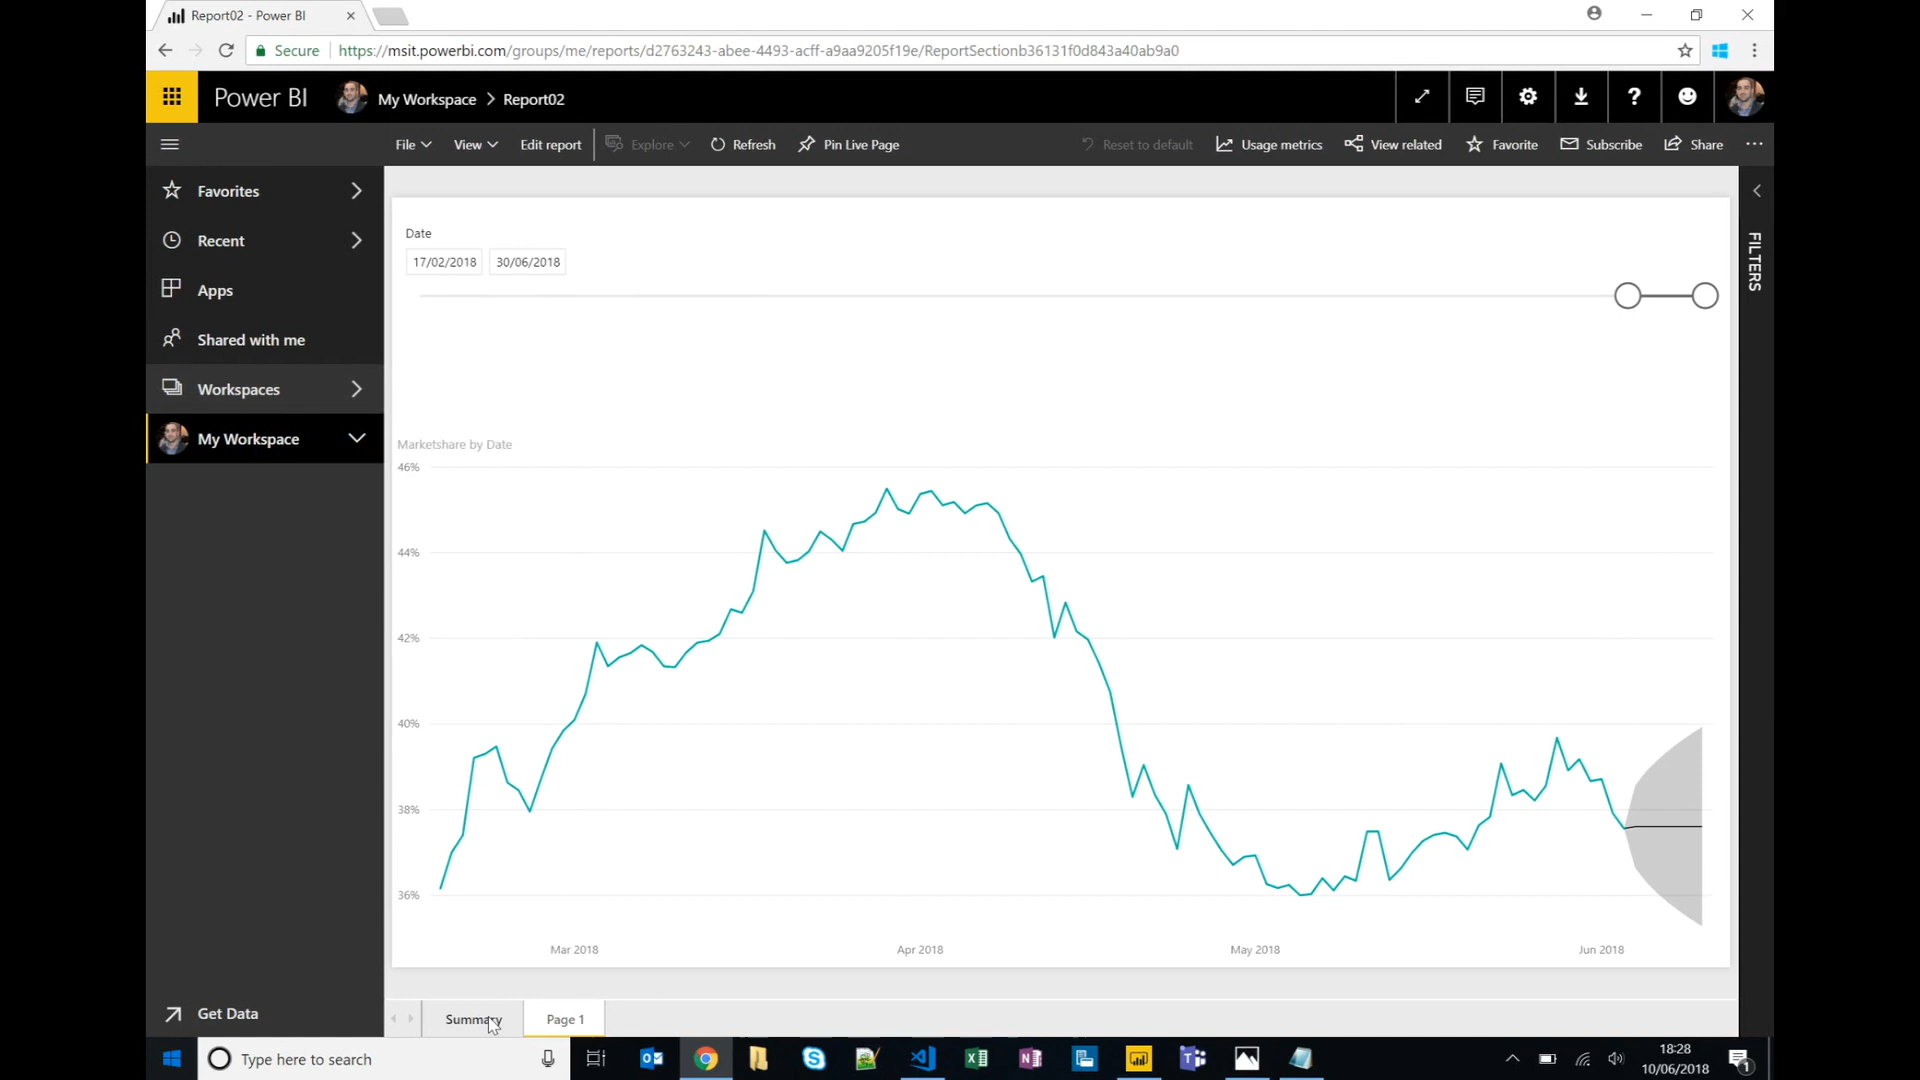 Report02 - Power BI
Secure
https://msit.powerbi.com/groups/me/reports/d2763243-abee-4493-acff-a9aa9205f19e/ReportSectionb36131f0d843a40ab9a0
Power BI
My Workspace > Report02
?
File
View
Edit report
Explore
Refresh
Pin Live Page
Reset to default
Usage metrics
View related
Favorite
Subscribe
Share
Favorites
Recent
Apps
Shared with me
Workspaces
My Workspace
Get Data
FILTERS
Date
17/02/2018
30/06/2018
Marketshare by Date
46%
44%
42%
40%
38%
36%
Mar 2018
Apr 2018
May 2018
Jun 2018
Summary
Page 1
Type here to search
18:28
10/06/2018
1